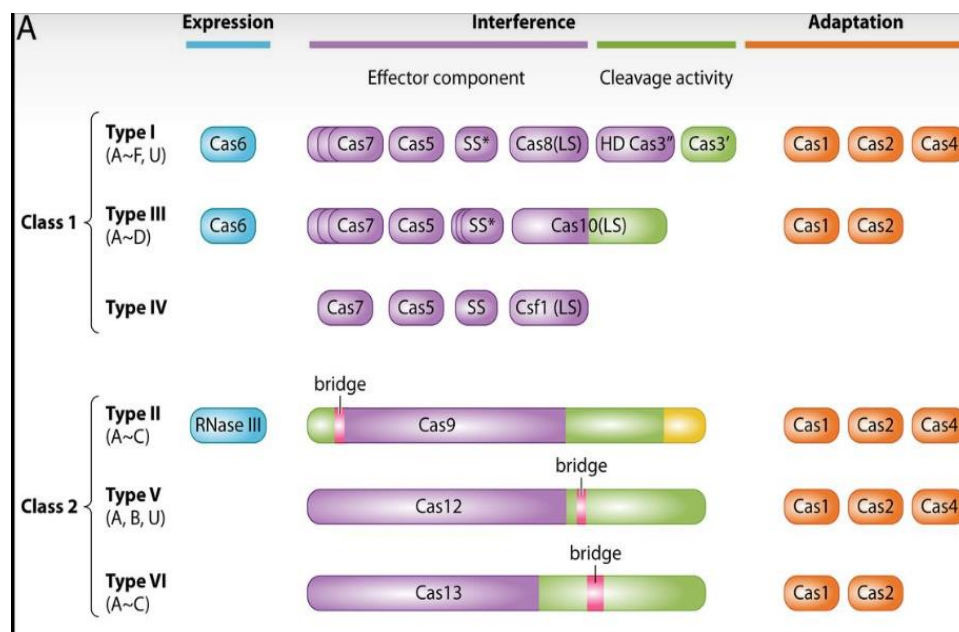 A
Expression
Interference
Adaptation
Effector component
Cleavage activity
Class 1
Type I
(A~F, U)
Cas6
Cas7
Cas5
SS*
Cas8(LS)
HD Cas3″
Cas3′
Cas1
Cas2
Cas4
Type III
(A~D)
Cas6
Cas7
Cas5
SS*
Cas10(LS)
Cas1
Cas2
Type IV
Cas7
Cas5
SS
Csf1 (LS)
Class 2
bridge
Type II
(A~C)
RNase III
Cas9
Cas1
Cas2
Cas4
bridge
Type V
(A, B, U)
Cas12
Cas1
Cas2
Cas4
bridge
Type VI
(A~C)
Cas13
Cas1
Cas2